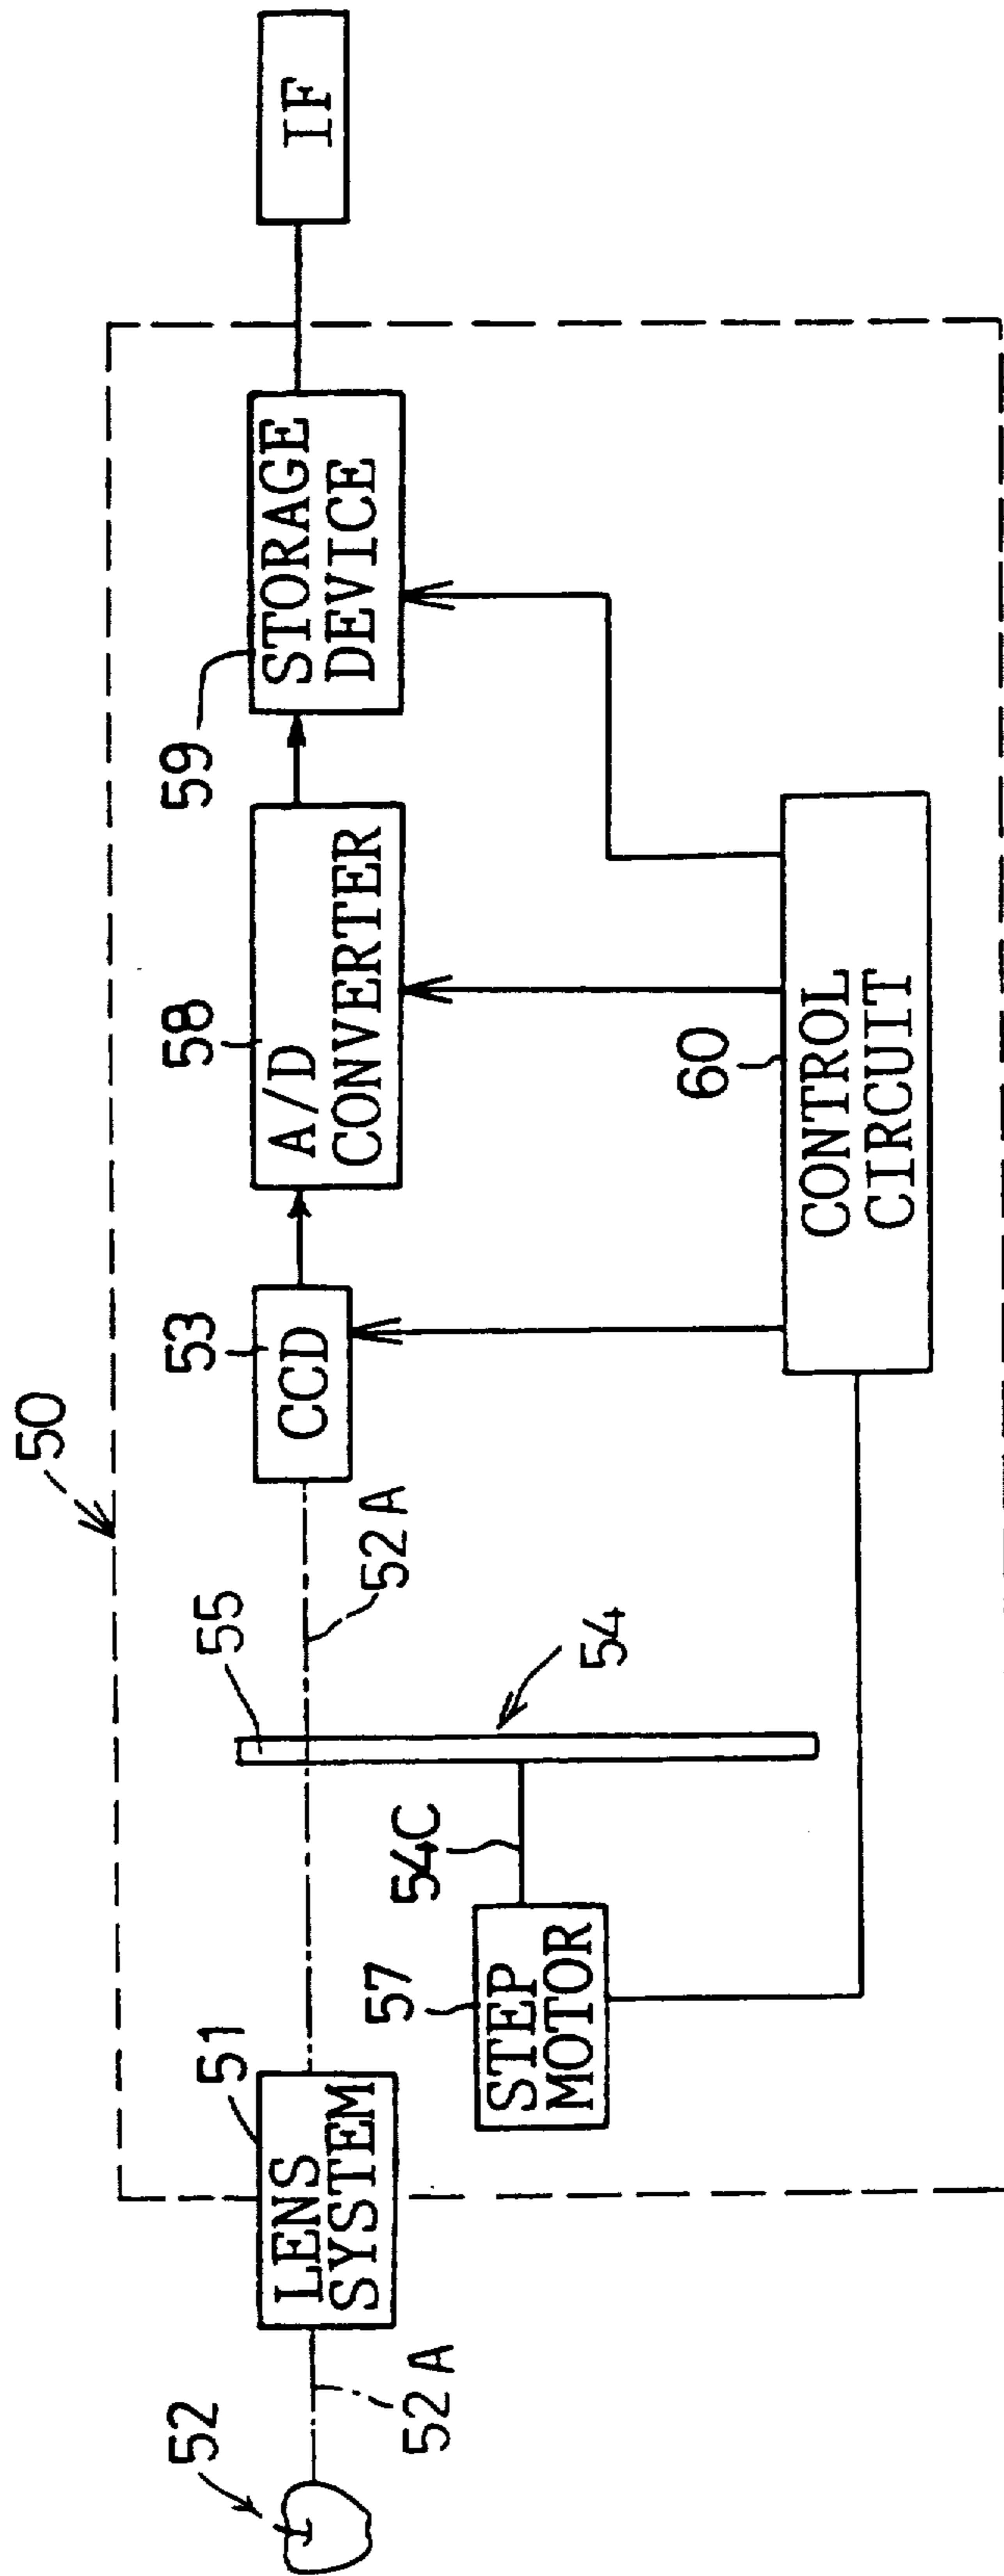 50
52
52A
51
LENS
SYSTEM
57
STEP
MOTOR
54C
54
55
52A
53
CCD
58
A/D
CONVERTER
59
STORAGE
DEVICE
60
CONTROL
CIRCUIT
IF